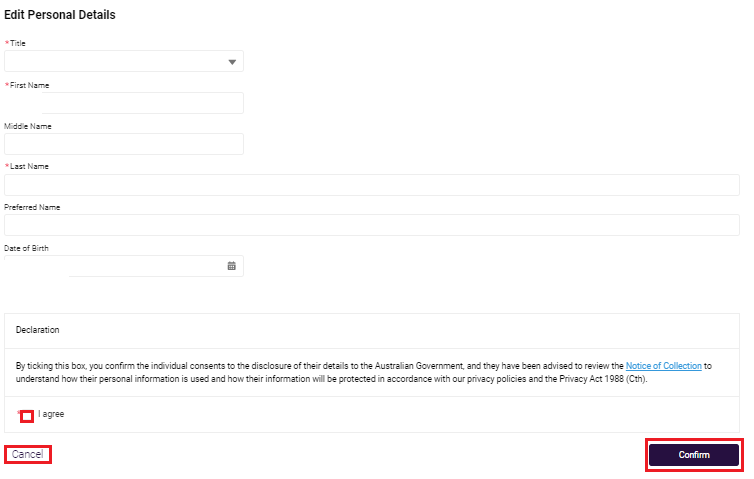 Edit Personal Details
*Title
*First Name
Middle Name
*Last Name
Preferred Name
Date of Birth
Declaration
By ticking this box, you confirm the individual consents to the disclosure of their details to the Australian Government, and they have been advised to review the Notice of Collection to
understand how their personal information is used and how their information will be protected in accordance with our privacy policies and the Privacy Act 1988 (Cth).
* I agree
Cancel
Confirm